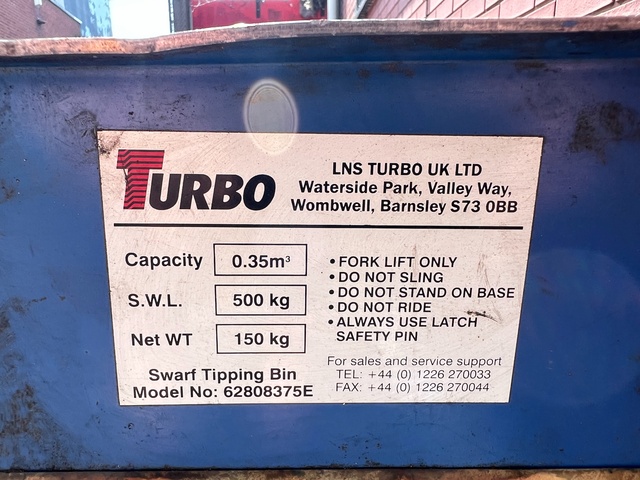 TURBO
LNS TURBO UK LTD
Waterside Park, Valley Way,
Wombwell, Barnsley S73 0BB
Capacity 0.35m³
S.W.L. 500 kg
Net WT 150 kg
Swarf Tipping Bin
Model No: 62808375E
• FORK LIFT ONLY
• DO NOT SLING
• DO NOT STAND ON BASE
• DO NOT RIDE
• ALWAYS USE LATCH
SAFETY PIN
For sales and service support
TEL: +44 (0) 1226 270033
FAX: +44 (0) 1226 270044